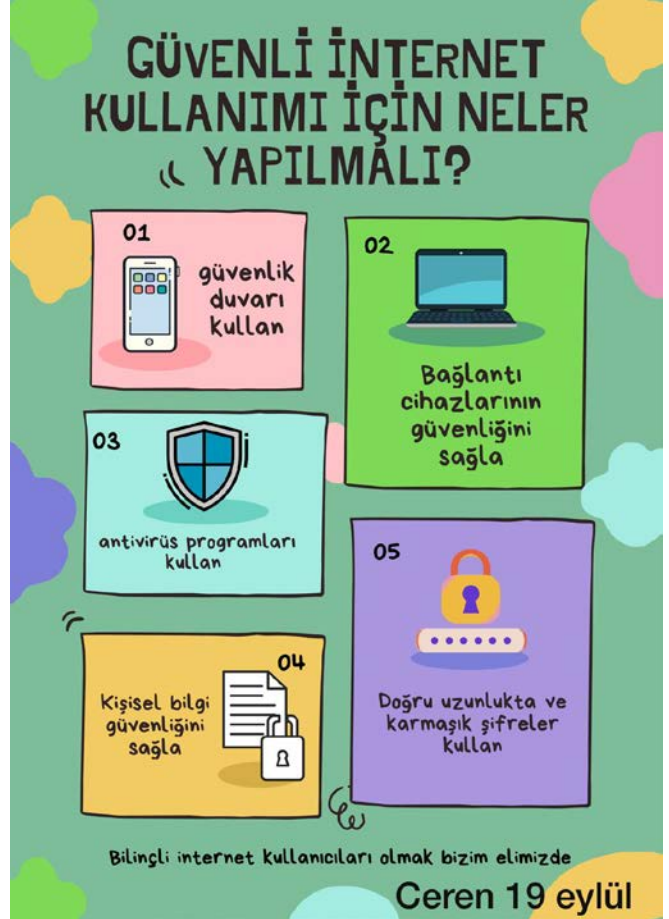 GÜVENLİ İNTERNET
KULLANIMI İÇİN NELER
YAPILMALI?
01
güvenlik
duvarı
kullan
02
Bağlantı
cihazlarının
güvenliğini
sağla
03
antivirüs programları
kullan
04
Kişisel bilgi
güvenliğini
sağla
05
Doğru uzunlukta ve
karmaşık şifreler
kullan
Bilinçli internet kullanıcıları olmak bizim elimizde
Ceren 19 eylül